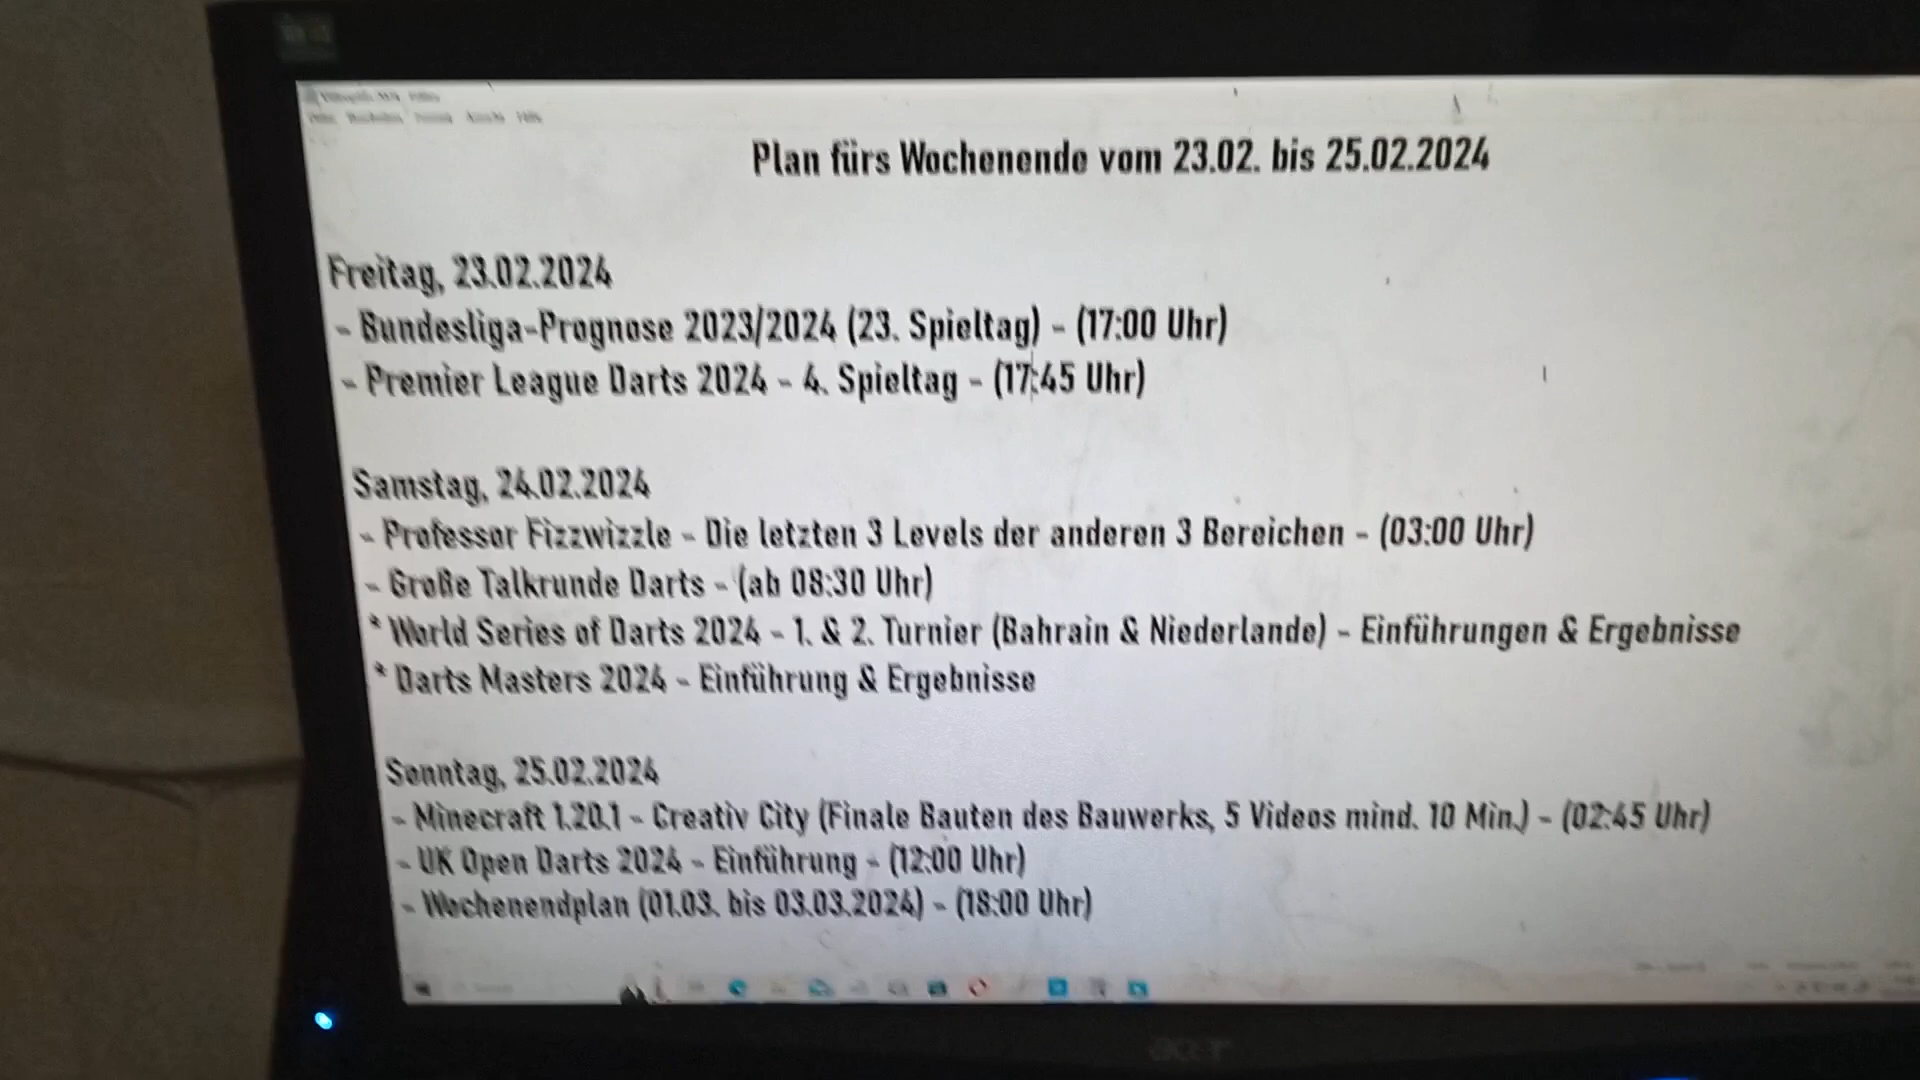 Plan fürs Wochenende vom 23.02. bis 25.02.2024
Freitag, 23.02.2024
- Bundesliga-Prognose 2023/2024 (23. Spieltag) - (17:00 Uhr)
- Premier League Darts 2024 - 4. Spieltag - (17:45 Uhr)
Samstag, 24.02.2024
- Professor Fizzwizzle - Die letzten 3 Levels der anderen 3 Bereichen - (03:00 Uhr)
- Große Talkrunde Darts - (ab 08:30 Uhr)
* World Series of Darts 2024 - 1. & 2. Turnier (Bahrain & Niederlande) - Einführungen & Ergebnisse
* Darts Masters 2024 - Einführung & Ergebnisse
Sonntag, 25.02.2024
- Minecraft 1.20.1 - Creativ City (Finale Bauten des Bauwerks, 5 Videos mind. 10 Min.) - (02:45 Uhr)
- UK Open Darts 2024 - Einführung - (12:00 Uhr)
- Wochenendplan (01.03. bis 03.03.2024) - (18:00 Uhr)
acer